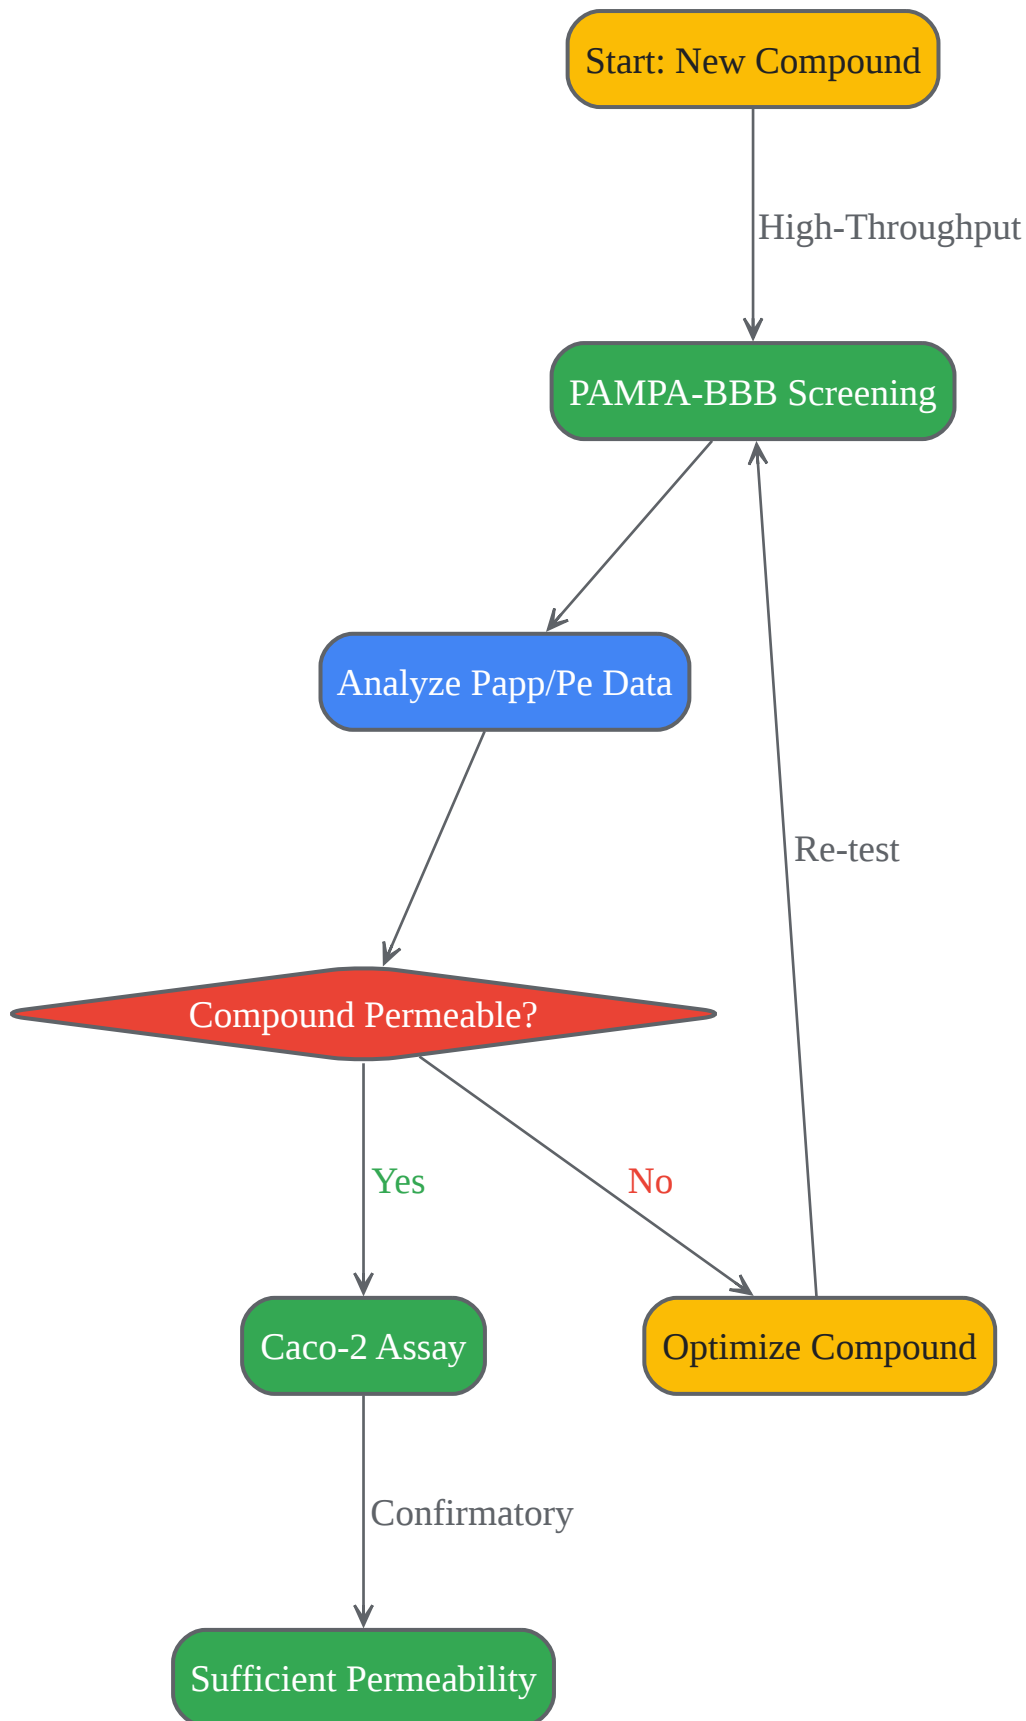 Start: New Compound
High-Throughput
PAMPA-BBB Screening
Analyze Papp/Pe Data
Re-test
Compound Permeable?
Yes
No
Caco-2 Assay
Optimize Compound
Confirmatory
Sufficient Permeability